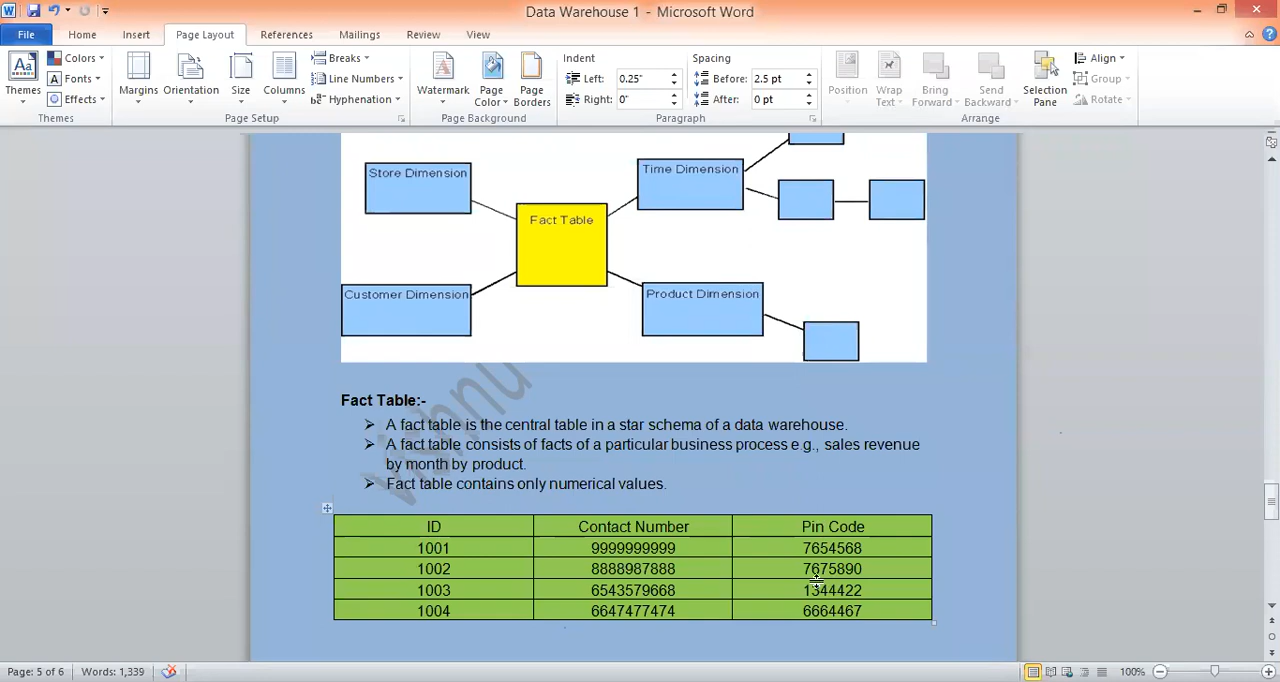 Data Warehouse 1 - Microsoft Word
File Home Insert Page Layout References Mailings Review View
Aa Themes Colors Fonts Effects Themes
Margins Orientation Size Columns Breaks Line Numbers Hyphenation Page Setup
Watermark Page Color Page Borders Page Background
Indent Left: 0.25" Right: 0" Spacing Before: 2.5 pt After: 0 pt Paragraph
Position Wrap Text Bring Forward Send Backward Selection Pane Align Group Rotate Arrange
Store Dimension
Time Dimension
Fact Table
Customer Dimension
Product Dimension
vishnu
Fact Table:-
A fact table is the central table in a star schema of a data warehouse.
A fact table consists of facts of a particular business process e.g., sales revenue
by month by product.
Fact table contains only numerical values.
ID Contact Number Pin Code
1001 9999999999 7654568
1002 8888987888 7675890
1003 6543579668 1344422
1004 6647477474 6664467
Page: 5 of 6 Words: 1,339 100%